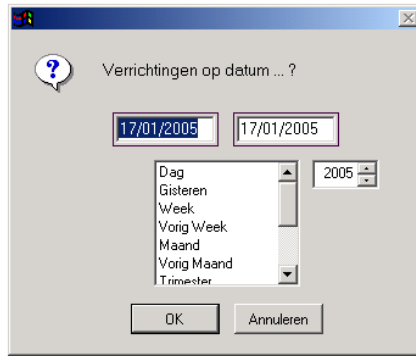 Verrichtingen op datum ... ?
17/01/2005 17/01/2005
Dag 2005
Gisteren
Week
Vorig Week
Maand
Vorig Maand
Trimester
OK Annuleren